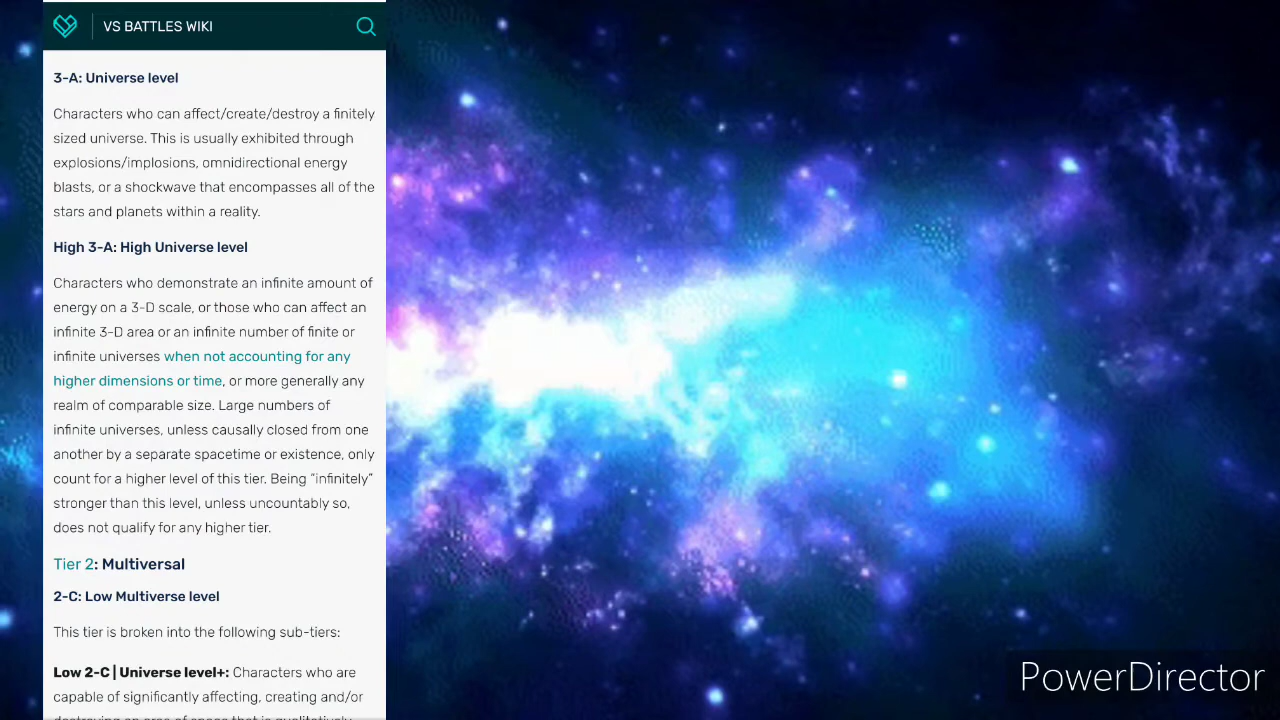 VS BATTLES WIKI
3-A: Universe level
Characters who can affect/create/destroy a finitely
sized universe. This is usually exhibited through
explosions/implosions, omnidirectional energy
blasts, or a shockwave that encompasses all of the
stars and planets within a reality.
High 3-A: High Universe level
Characters who demonstrate an infinite amount of
energy on a 3-D scale, or those who can affect an
infinite 3-D area or an infinite number of finite or
infinite universes when not accounting for any
higher dimensions or time, or more generally any
realm of comparable size. Large numbers of
infinite universes, unless causally closed from one
another by a separate spacetime or existence, only
count for a higher level of this tier. Being “infinitely”
stronger than this level, unless uncountably so,
does not qualify for any higher tier.
Tier 2: Multiversal
2-C: Low Multiverse level
This tier is broken into the following sub-tiers:
Low 2-C | Universe level+: Characters who are
capable of significantly affecting, creating and/or
PowerDirector